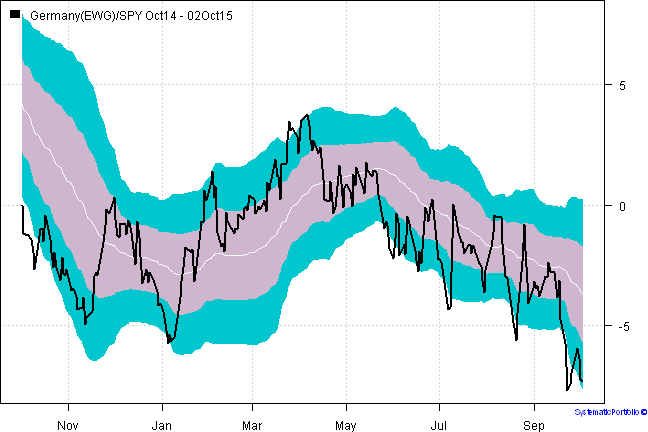 Germany(EWG)/SPY Oct14 - 02Oct15
5
0
-5
Nov Jan Mar May Jul Sep
SystematicPortfolio ©